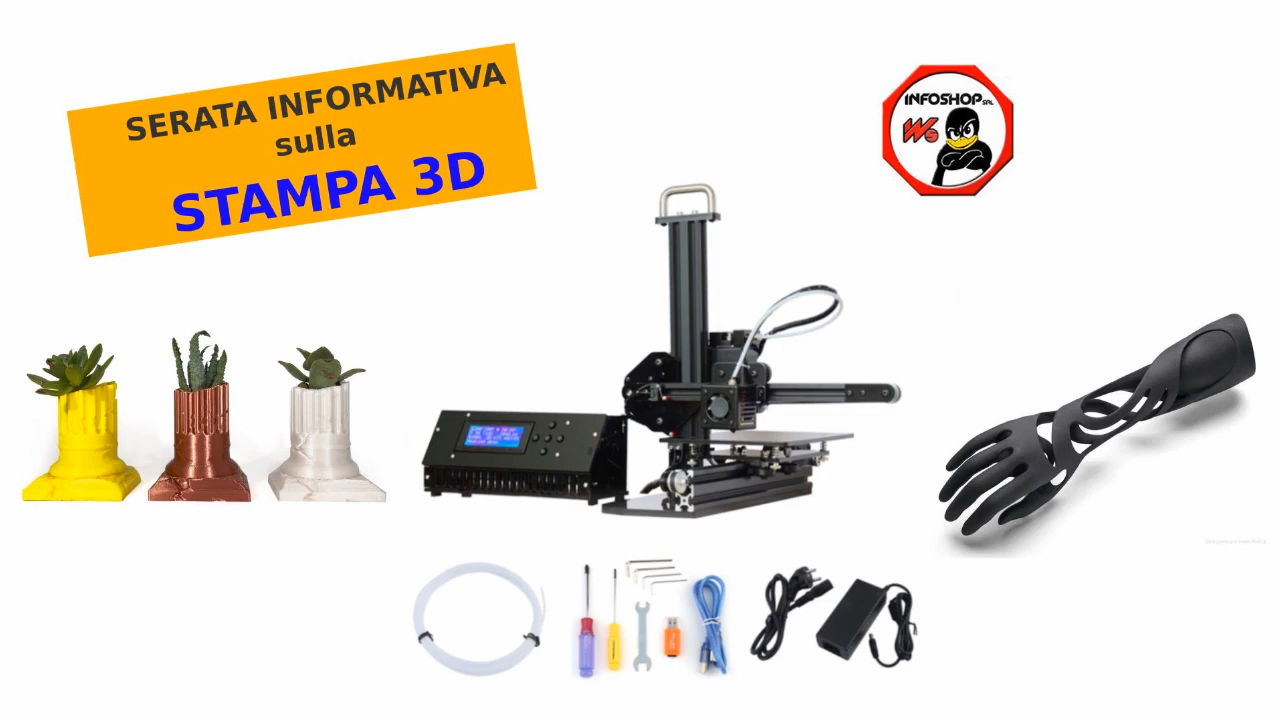 SERATA INFORMATIVA
sulla
STAMPA 3D
INFOSHOP SRL
Ws